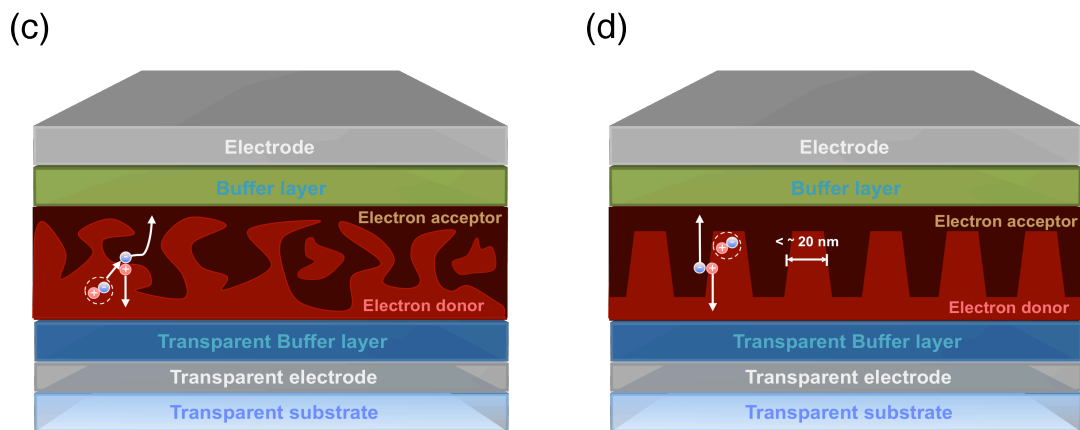 (c)
Electrode
Buffer layer
Electron acceptor
+
-
-
+
Electron donor
Transparent Buffer layer
Transparent electrode
Transparent substrate
(d)
Electrode
Buffer layer
Electron acceptor
< ~ 20 nm
-
+
-
+
Electron donor
Transparent Buffer layer
Transparent electrode
Transparent substrate